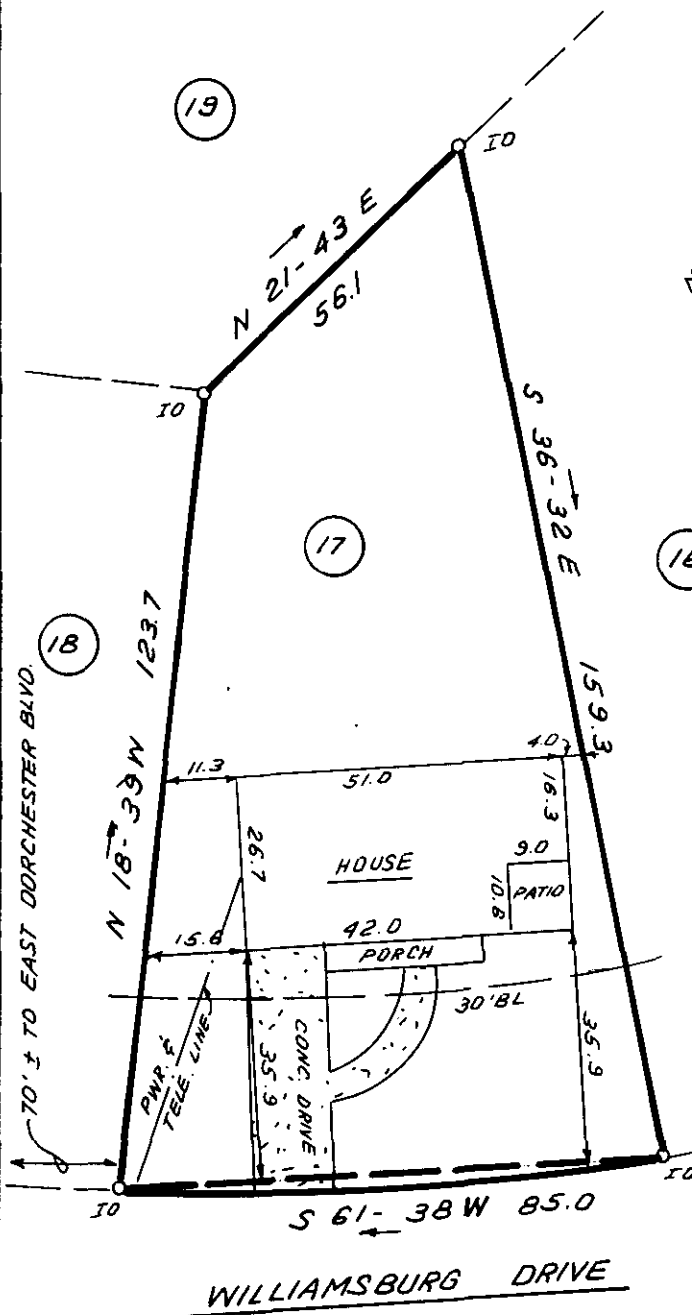 19
IO
N 21-43 E
56.1
IO
S 36-32 E
159.3
17
18
N 18-39 W 123.7
70' ± TO EAST DORCHESTER BLVD.
11.3
51.0
4.0
16.3
26.7
HOUSE
9.0
10.8
PATIO
15.8
42.0
PORCH
30' BL
PWR. &
TELE. LINES
35.9
CONC. DRIVE
35.9
IO
IO
S 61-38 W 85.0
WILLIAMSBURG DRIVE